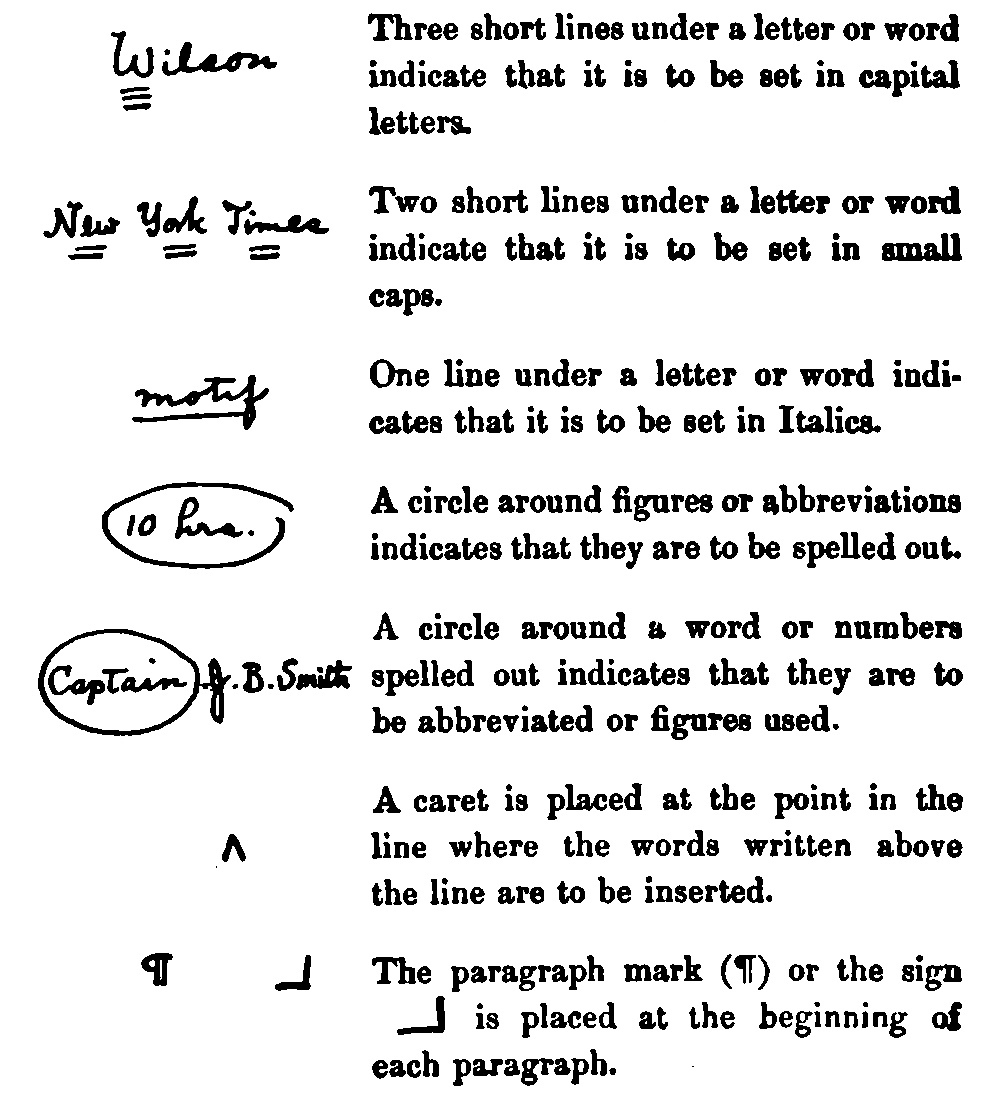 Wilson
Three short lines under a letter or word
indicate that it is to be set in capital
letters.
New York Times
Two short lines under a letter or word
indicate that it is to be set in small
caps.
motif
One line under a letter or word indi-
cates that it is to be set in Italics.
10 hrs.
A circle around figures or abbreviations
indicates that they are to be spelled out.
Captain J. B. Smith
A circle around a word or numbers
spelled out indicates that they are to
be abbreviated or figures used.
^
A caret is placed at the point in the
line where the words written above
the line are to be inserted.
¶ ┘
The paragraph mark (¶) or the sign
┘ is placed at the beginning of
each paragraph.